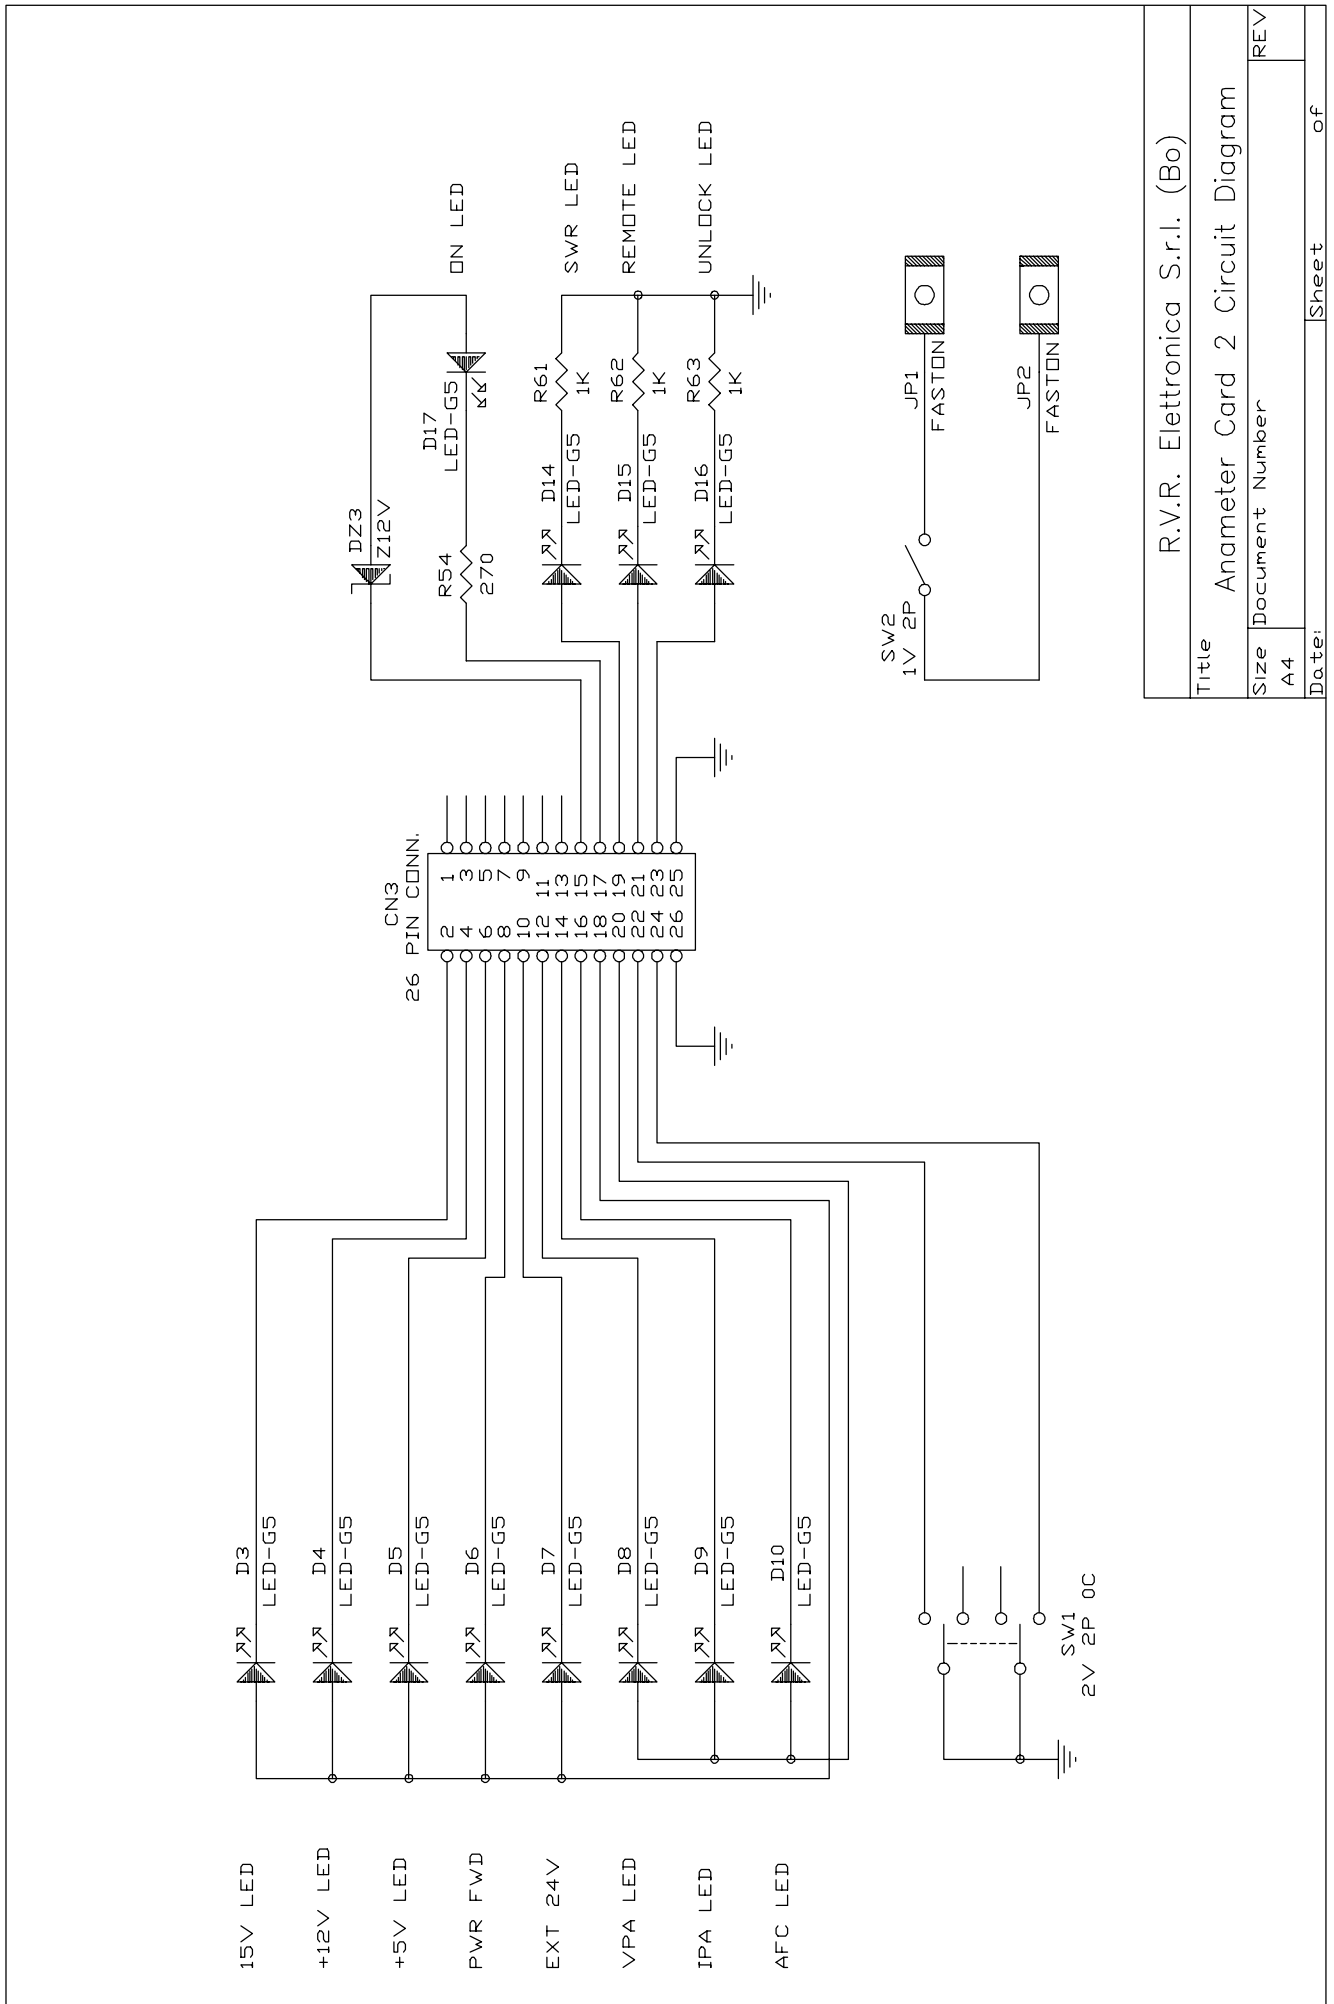 15V LED
+12V LED
+5V LED
PWR FWD
EXT 24V
VPA LED
IPA LED
AFC LED
D3
LED-G5
D4
LED-G5
D5
LED-G5
D6
LED-G5
D7
LED-G5
D8
LED-G5
D9
LED-G5
D10
LED-G5
SW1
2V 2P 0C
CN3
26 PIN CONN.
2 1
4 3
6 5
8 7
10 9
12 11
14 13
16 15
18 17
20 19
22 21
24 23
26 25
DZ3
Z12V
R54
270
D17
LED-G5
ON LED
D14
LED-G5
R61
1K
SWR LED
D15
LED-G5
R62
1K
REMOTE LED
D16
LED-G5
R63
1K
UNLOCK LED
SW2
1V 2P
JP1
FASTON
JP2
FASTON
R.V.R. Elettronica S.r.l. (Bo)
Title
Anameter Card 2 Circuit Diagram
Size Document Number REV
A4
Date: Sheet of